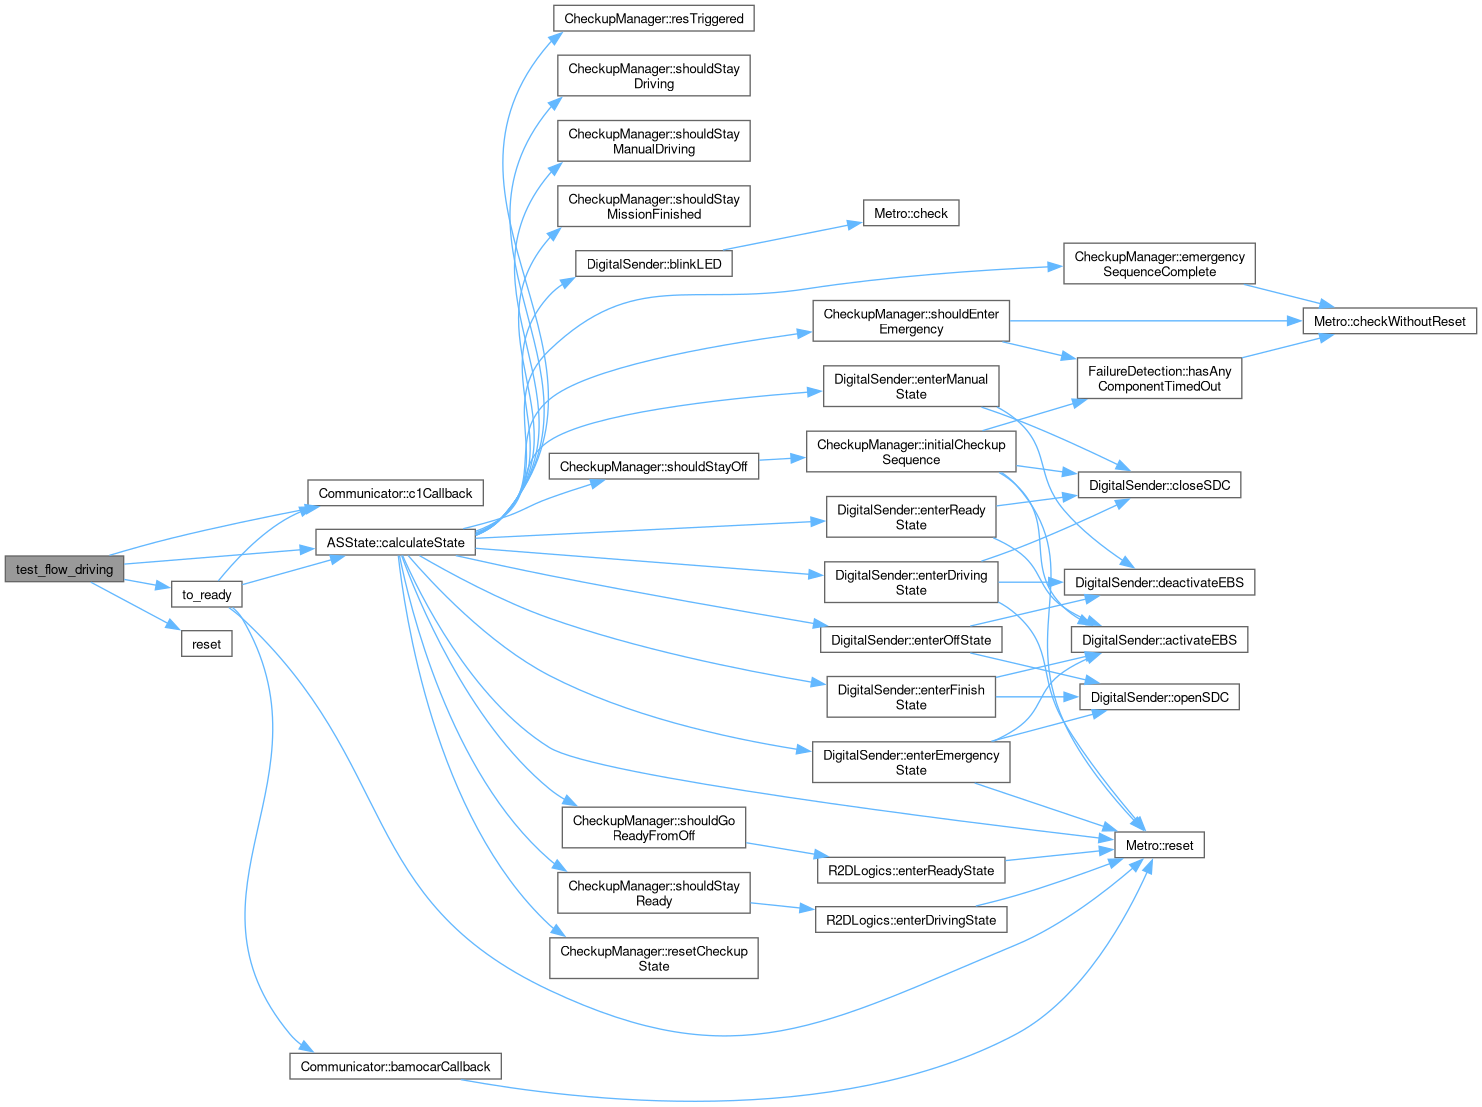 CheckupManager::resTriggered
CheckupManager::shouldStay
Driving
CheckupManager::shouldStay
ManualDriving
CheckupManager::shouldStay
MissionFinished
Metro::check
DigitalSender::blinkLED
CheckupManager::emergency
SequenceComplete
CheckupManager::shouldEnter
Emergency
Metro::checkWithoutReset
FailureDetection::hasAny
ComponentTimedOut
DigitalSender::enterManual
State
CheckupManager::initialCheckup
Sequence
CheckupManager::shouldStayOff
DigitalSender::closeSDC
Communicator::c1Callback
DigitalSender::enterReady
State
ASState::calculateState
test_flow_driving
DigitalSender::enterDriving
State
DigitalSender::deactivateEBS
to_ready
reset
DigitalSender::enterOffState
DigitalSender::activateEBS
DigitalSender::enterFinish
State
DigitalSender::openSDC
DigitalSender::enterEmergency
State
CheckupManager::shouldGo
ReadyFromOff
Metro::reset
R2DLogics::enterReadyState
CheckupManager::shouldStay
Ready
R2DLogics::enterDrivingState
CheckupManager::resetCheckup
State
Communicator::bamocarCallback